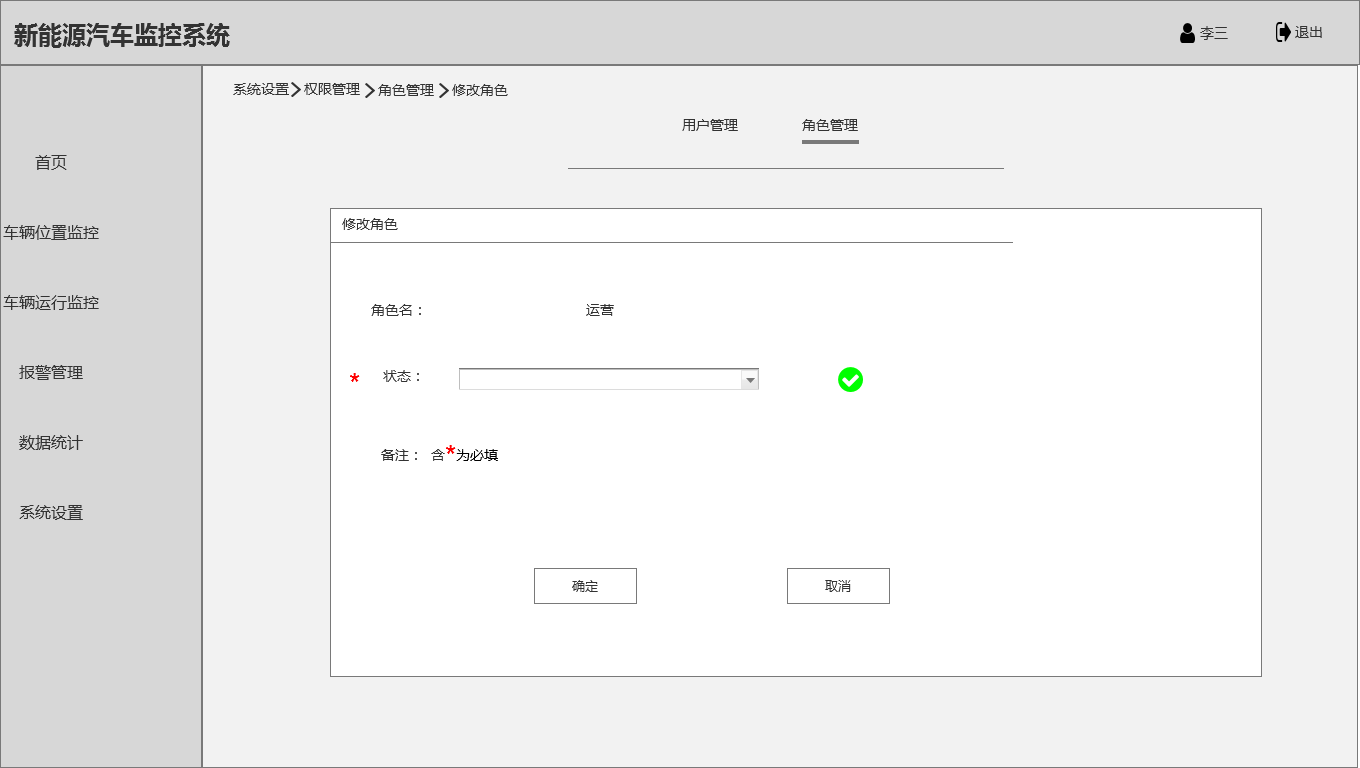 新能源汽车监控系统
李三
退出
系统设置 权限管理 角色管理 修改角色
用户管理 角色管理
首页
车辆位置监控
车辆运行监控
报警管理
数据统计
系统设置
修改角色
角色名： 运营
* 状态：
备注： 含*为必填
确定 取消